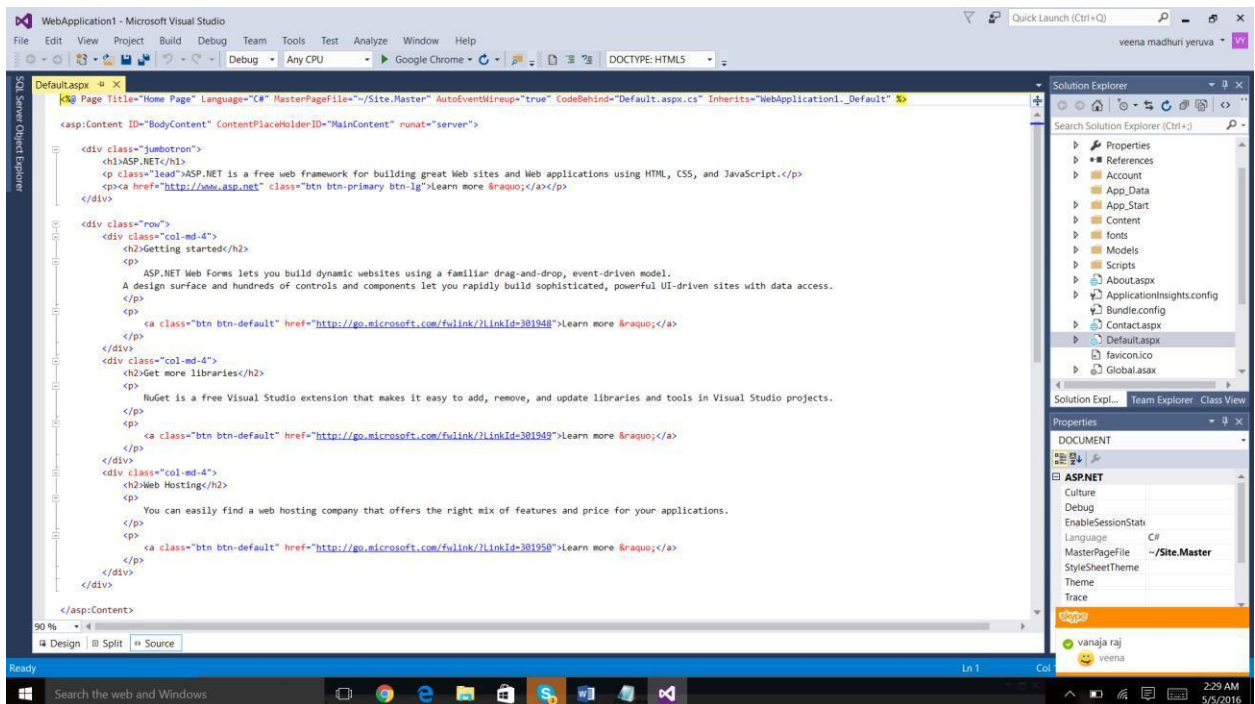 WebApplication1 - Microsoft Visual Studio
Quick Launch (Ctrl+Q)
File Edit View Project Build Debug Team Tools Test Analyze Window Help
veena madhuri yeruva
VY
Debug Any CPU Google Chrome DOCTYPE: HTML5
SQL Server Object Explorer
Default.aspx
<%@ Page Title="Home Page" Language="C#" MasterPageFile="~/Site.Master" AutoEventWireup="true" CodeBehind="Default.aspx.cs" Inherits="WebApplication1._Default" %>
<asp:Content ID="BodyContent" ContentPlaceHolderID="MainContent" runat="server">
<div class="jumbotron">
<h1>ASP.NET</h1>
<p class="lead">ASP.NET is a free web framework for building great Web sites and Web applications using HTML, CSS, and JavaScript.</p>
<p><a href="http://www.asp.net" class="btn btn-primary btn-lg">Learn more &raquo;</a></p>
</div>
<div class="row">
<div class="col-md-4">
<h2>Getting started</h2>
<p>
ASP.NET Web Forms lets you build dynamic websites using a familiar drag-and-drop, event-driven model.
A design surface and hundreds of controls and components let you rapidly build sophisticated, powerful UI-driven sites with data access.
</p>
<p>
<a class="btn btn-default" href="http://go.microsoft.com/fwlink/?LinkId=301948">Learn more &raquo;</a>
</p>
</div>
<div class="col-md-4">
<h2>Get more libraries</h2>
<p>
NuGet is a free Visual Studio extension that makes it easy to add, remove, and update libraries and tools in Visual Studio projects.
</p>
<p>
<a class="btn btn-default" href="http://go.microsoft.com/fwlink/?LinkId=301949">Learn more &raquo;</a>
</p>
</div>
<div class="col-md-4">
<h2>Web Hosting</h2>
<p>
You can easily find a web hosting company that offers the right mix of features and price for your applications.
</p>
<p>
<a class="btn btn-default" href="http://go.microsoft.com/fwlink/?LinkId=301950">Learn more &raquo;</a>
</p>
</div>
</div>
</asp:Content>
90 %
Design Split Source
Solution Explorer
Search Solution Explorer (Ctrl+;)
Properties
References
Account
App_Data
App_Start
Content
fonts
Models
Scripts
About.aspx
ApplicationInsights.config
Bundle.config
Contact.aspx
Default.aspx
favicon.ico
Global.asax
Solution Expl... Team Explorer Class View
Properties
DOCUMENT
ASP.NET
Culture
Debug
EnableSessionStat
Language C#
MasterPageFile ~/Site.Master
StyleSheetTheme
Theme
Trace
skype
vanaja raj
veena
Ready
Ln 1
Col
Search the web and Windows
2:29 AM
5/5/2016